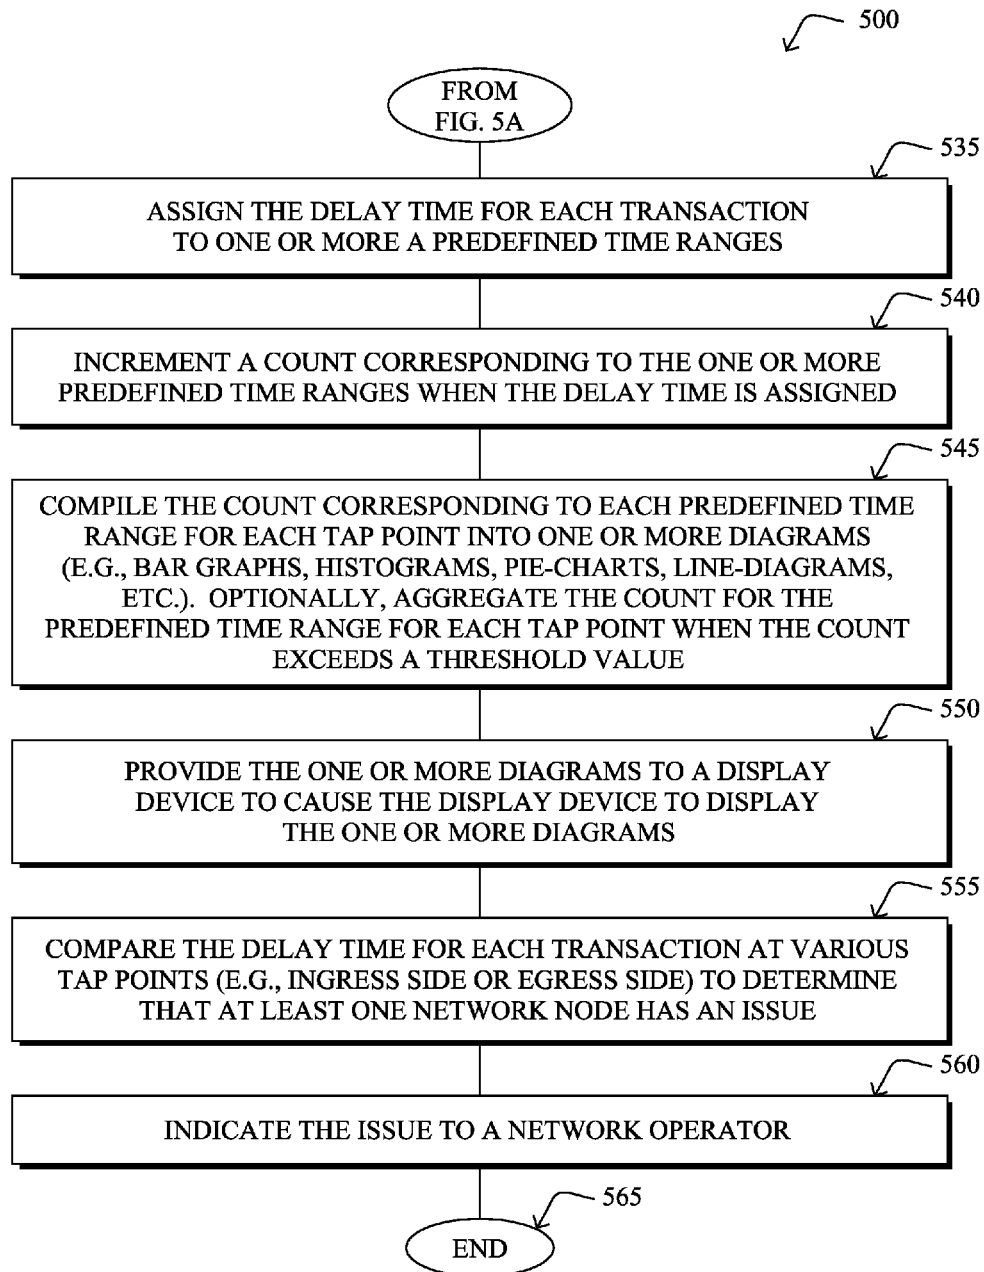 500
FROM
FIG. 5A
535
ASSIGN THE DELAY TIME FOR EACH TRANSACTION
TO ONE OR MORE A PREDEFINED TIME RANGES
540
INCREMENT A COUNT CORRESPONDING TO THE ONE OR MORE
PREDEFINED TIME RANGES WHEN THE DELAY TIME IS ASSIGNED
545
COMPILE THE COUNT CORRESPONDING TO EACH PREDEFINED TIME
RANGE FOR EACH TAP POINT INTO ONE OR MORE DIAGRAMS
(E.G., BAR GRAPHS, HISTOGRAMS, PIE-CHARTS, LINE-DIAGRAMS,
ETC.). OPTIONALLY, AGGREGATE THE COUNT FOR THE
PREDEFINED TIME RANGE FOR EACH TAP POINT WHEN THE COUNT
EXCEEDS A THRESHOLD VALUE
550
PROVIDE THE ONE OR MORE DIAGRAMS TO A DISPLAY
DEVICE TO CAUSE THE DISPLAY DEVICE TO DISPLAY
THE ONE OR MORE DIAGRAMS
555
COMPARE THE DELAY TIME FOR EACH TRANSACTION AT VARIOUS
TAP POINTS (E.G., INGRESS SIDE OR EGRESS SIDE) TO DETERMINE
THAT AT LEAST ONE NETWORK NODE HAS AN ISSUE
560
INDICATE THE ISSUE TO A NETWORK OPERATOR
565
END